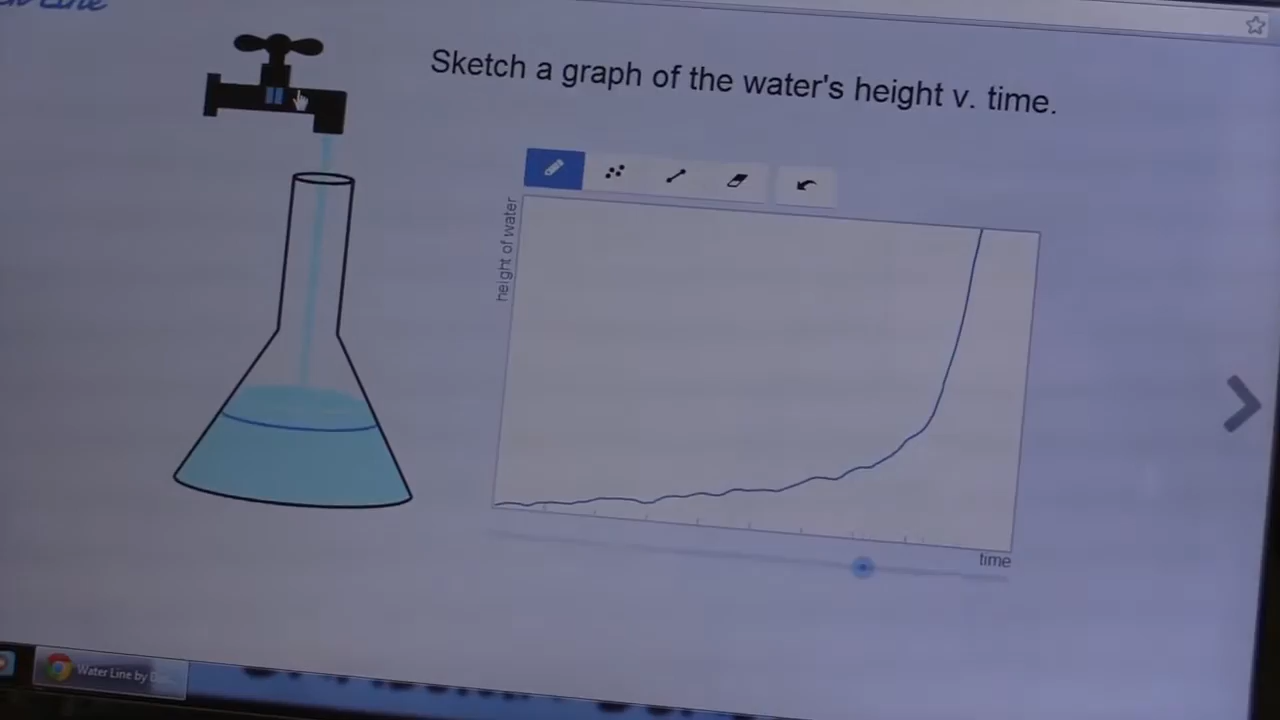 Sketch a graph of the water's height v. time.
height of water
time
Water Line by